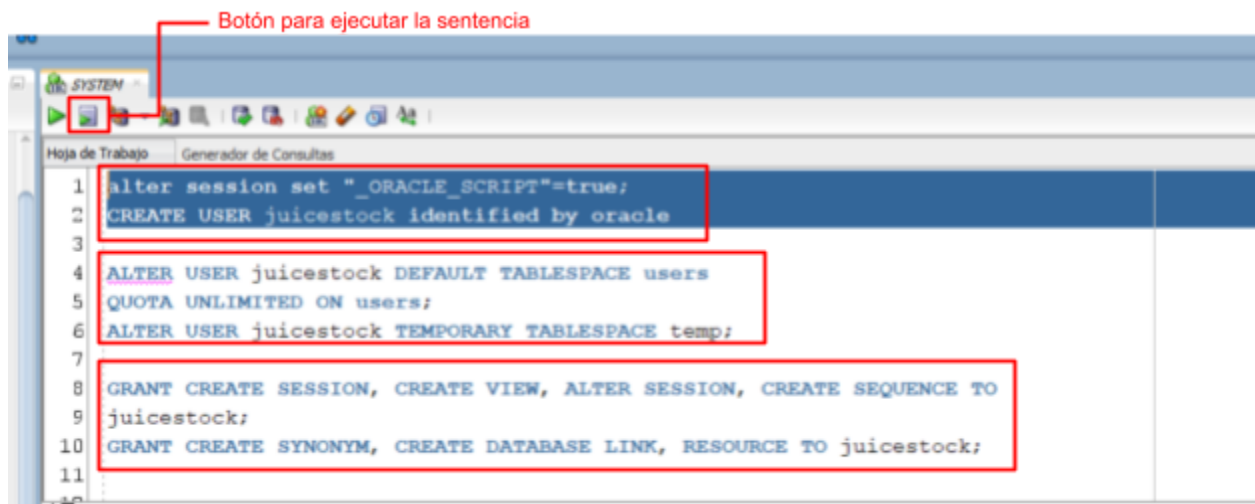 Botón para ejecutar la sentencia
SYSTEM
Hoja de Trabajo Generador de Consultas
1 alter session set "_ORACLE_SCRIPT"=true;
2 CREATE USER juicestock identified by oracle
3
4 ALTER USER juicestock DEFAULT TABLESPACE users
5 QUOTA UNLIMITED ON users;
6 ALTER USER juicestock TEMPORARY TABLESPACE temp;
7
8 GRANT CREATE SESSION, CREATE VIEW, ALTER SESSION, CREATE SEQUENCE TO
9 juicestock;
10 GRANT CREATE SYNONYM, CREATE DATABASE LINK, RESOURCE TO juicestock;
11